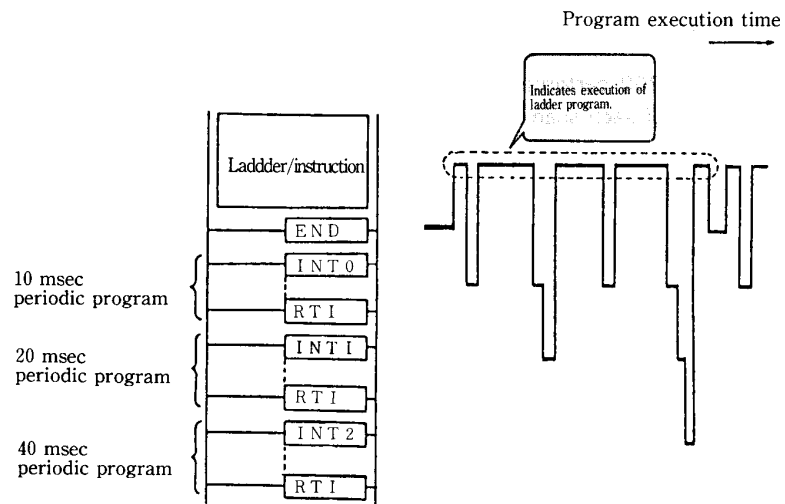 Program execution time
Indicates execution of
ladder program.
Laddder/instruction
END
10 msec
periodic program
INT0
RTI
20 msec
periodic program
INTI
RTI
40 msec
periodic program
INT2
RTI